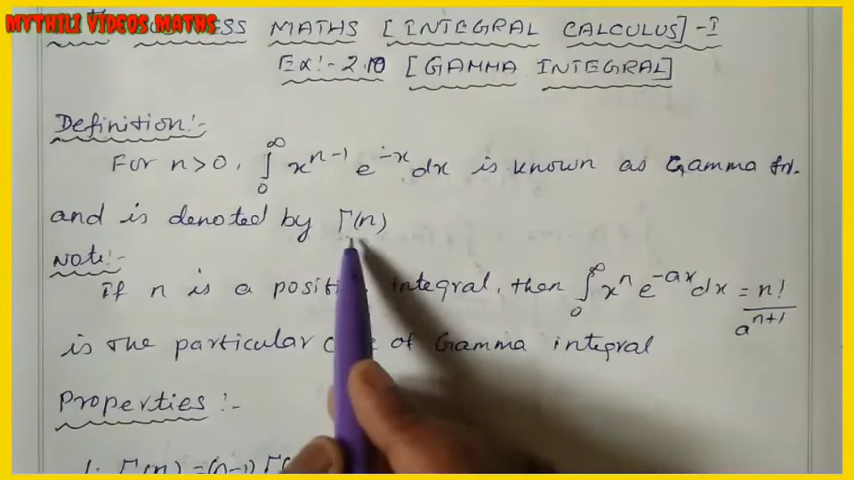 MYTHILI VIDEOS MATHS
MATHS [INTEGRAL CALCULUS]-I
Ex:- 2.10 [GAMMA INTEGRAL]
Definition:-
For n>0, ∫₀^∞ x^{n-1} e^{-x} dx is known as Gamma fn.
and is denoted by Γ(n)
Note:-
If n is a integral, then ∫₀^∞ x^n e^{-ax} dx = n!/a^{n+1}
is the particular of Gamma integral
Properties:-
1. Γ(n) = (n-1) Γ(